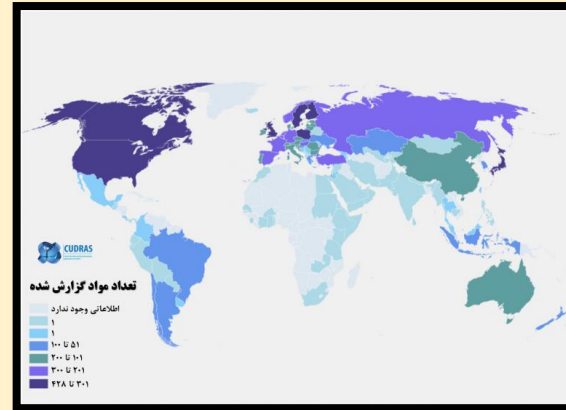 CUDRAS
تعداد مواد گزارش شده
اطلاعاتی وجود ندارد
۱
۱
۵۱ تا ۱۰۰
۱۰۱ تا ۲۰۰
۲۰۱ تا ۳۰۰
۳۰۱ تا ۴۲۸